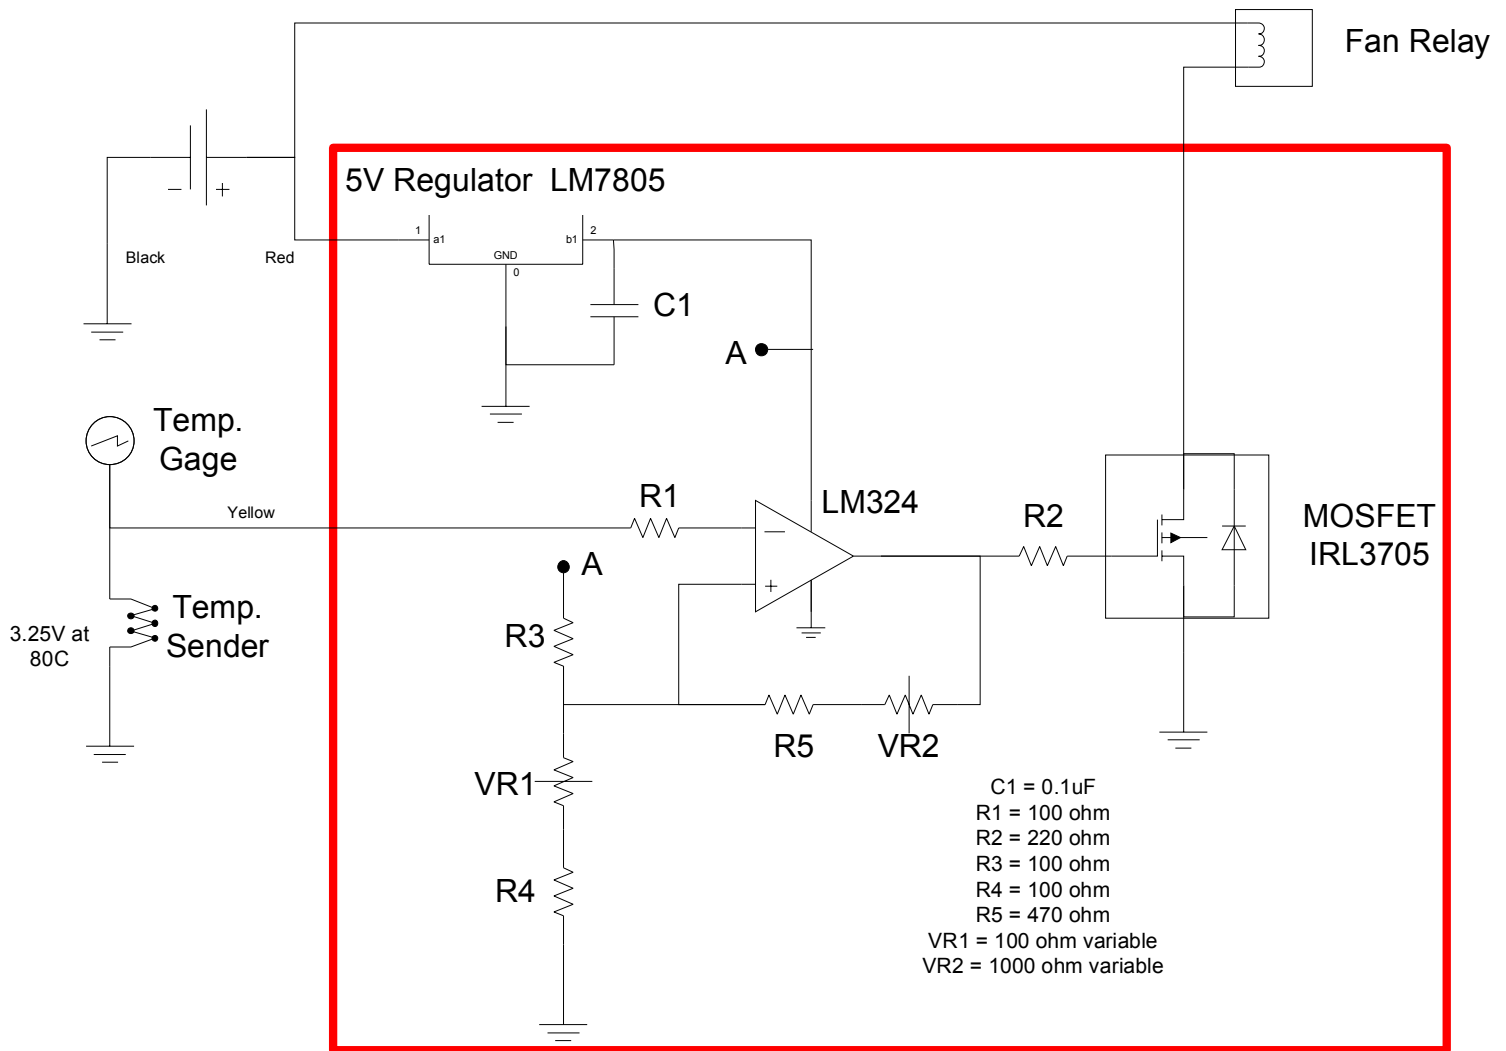 Fan Relay
5V Regulator LM7805
− +
Black
Red
1
a1
b1
2
GND
0
C1
A
Temp.
Gage
Yellow
R1
LM324
−
+
R2
MOSFET
IRL3705
A
Temp.
Sender
3.25V at
80C
R3
R5
VR2
VR1
R4
C1 = 0.1uF
R1 = 100 ohm
R2 = 220 ohm
R3 = 100 ohm
R4 = 100 ohm
R5 = 470 ohm
VR1 = 100 ohm variable
VR2 = 1000 ohm variable